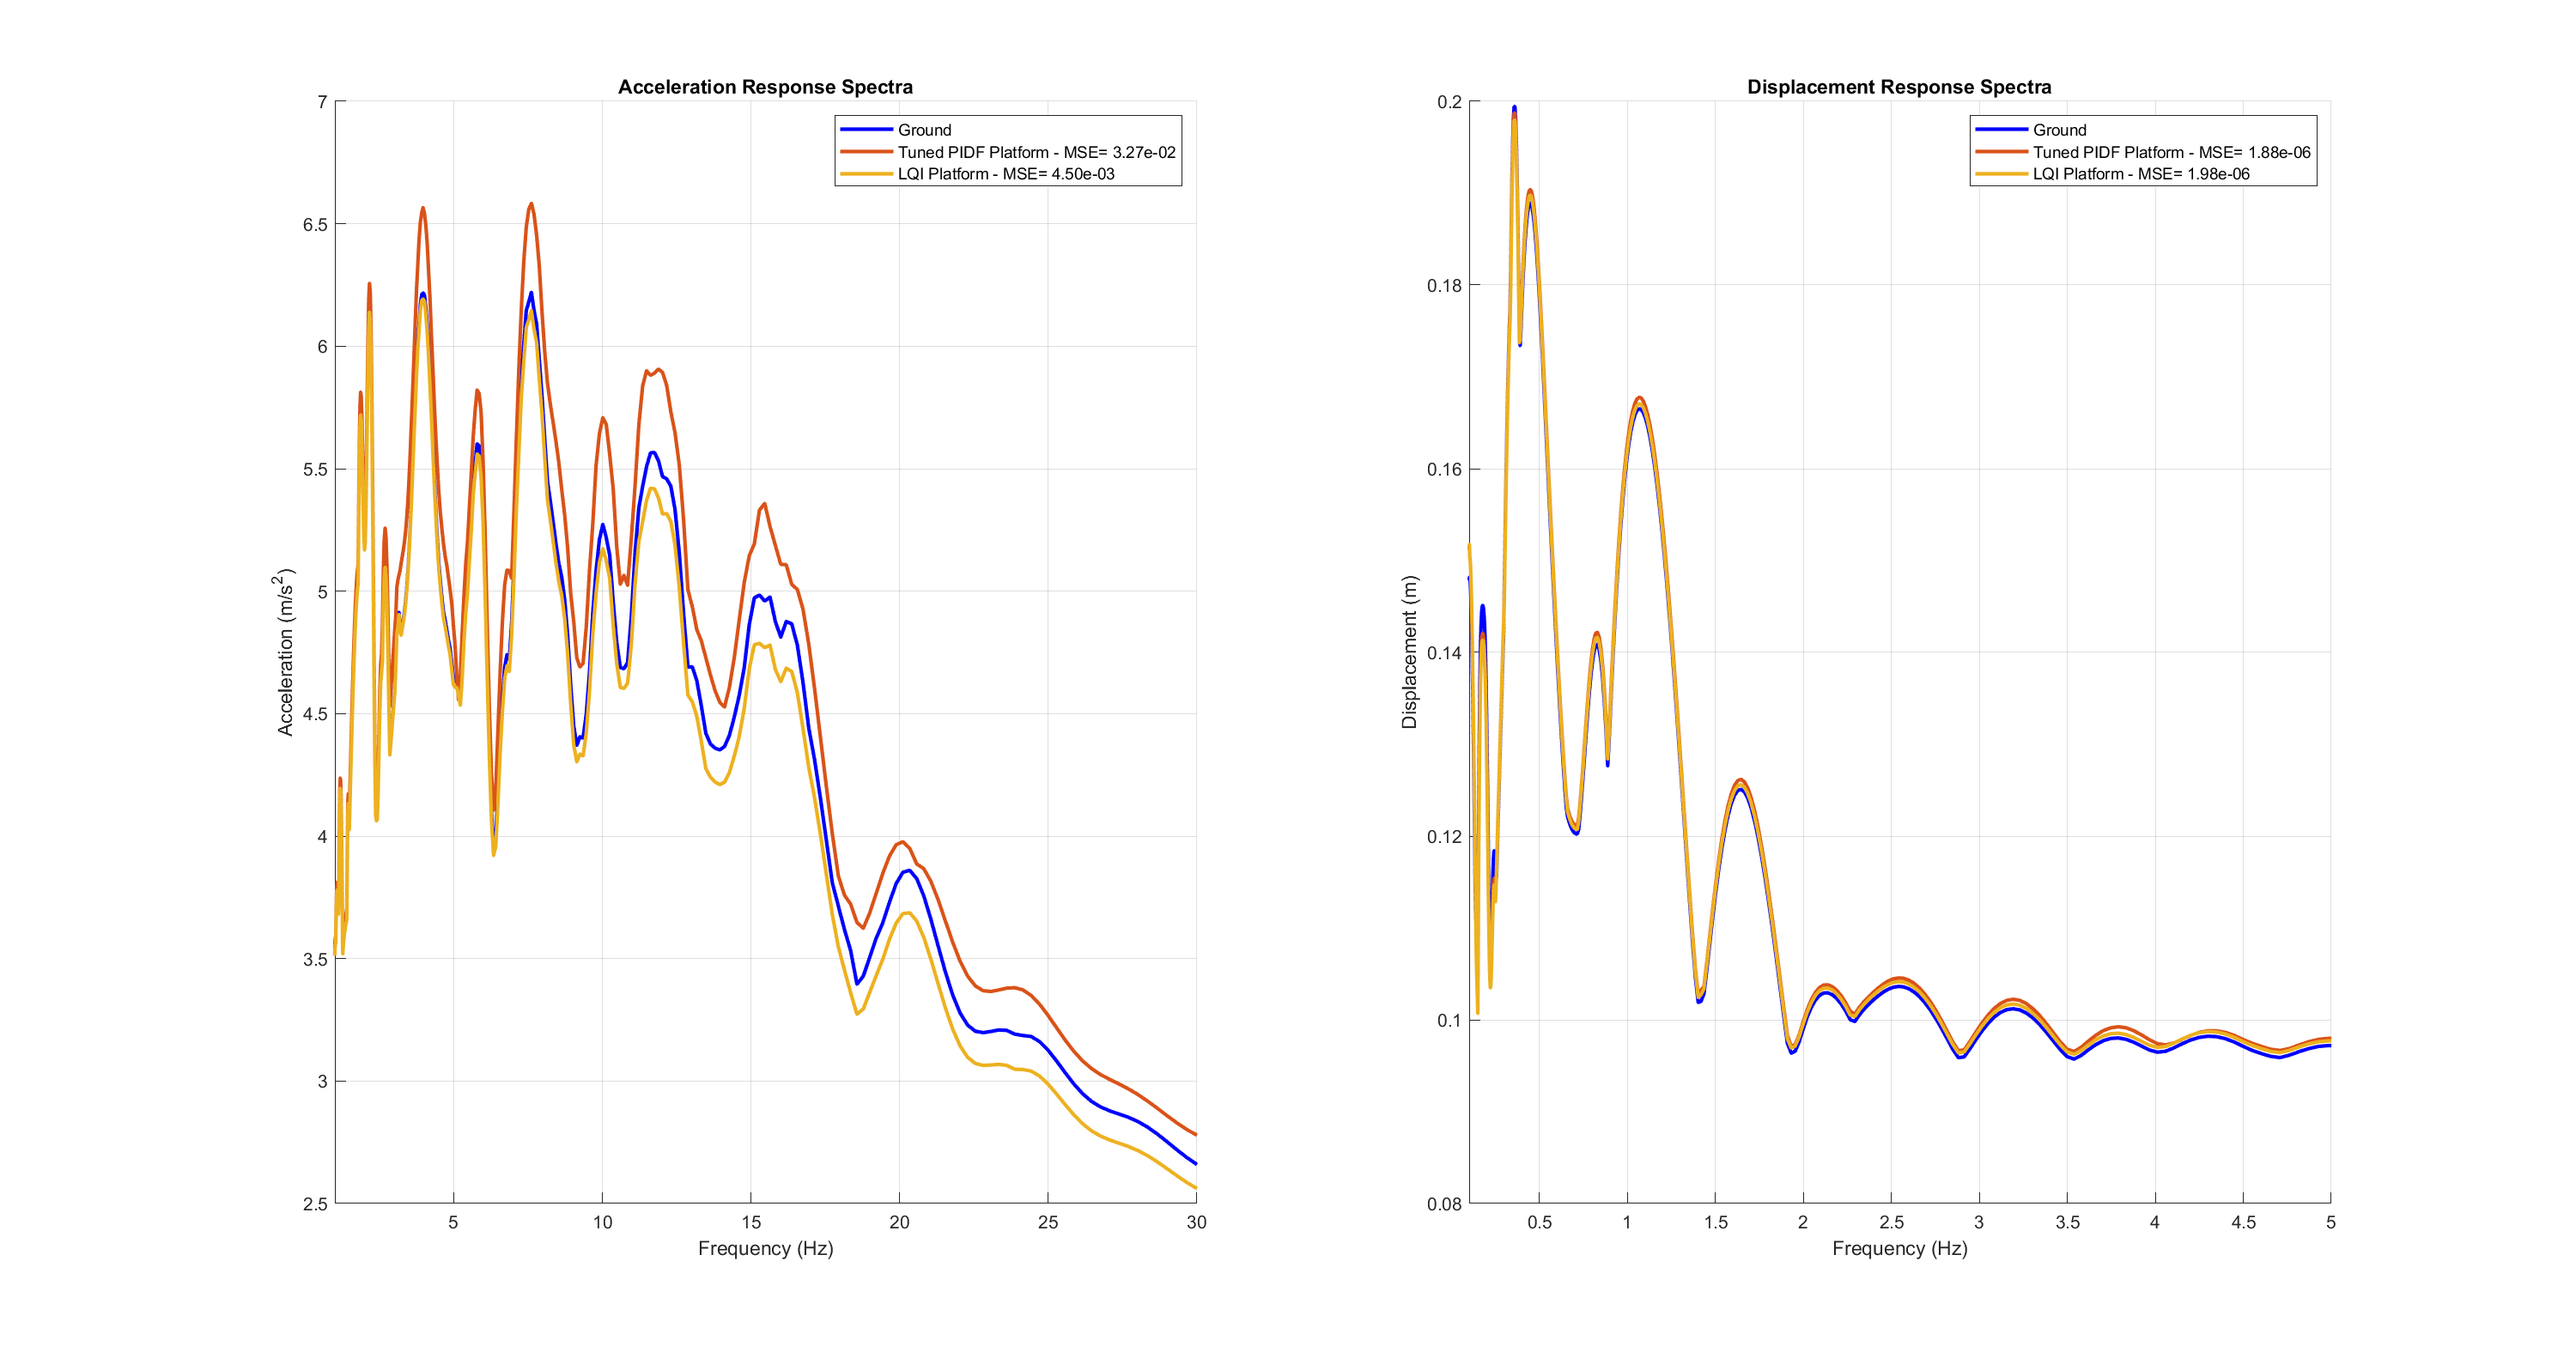 Acceleration Response Spectra
7
6.5
6
5.5
5
4.5
4
3.5
3
2.5
Acceleration (m/s²)
Ground
Tuned PIDF Platform - MSE= 3.27e-02
LQI Platform - MSE= 4.50e-03
5 10 15 20 25 30
Frequency (Hz)
Displacement Response Spectra
0.2
0.18
0.16
0.14
0.12
0.1
0.08
Displacement (m)
Ground
Tuned PIDF Platform - MSE= 1.88e-06
LQI Platform - MSE= 1.98e-06
0.5 1 1.5 2 2.5 3 3.5 4 4.5 5
Frequency (Hz)